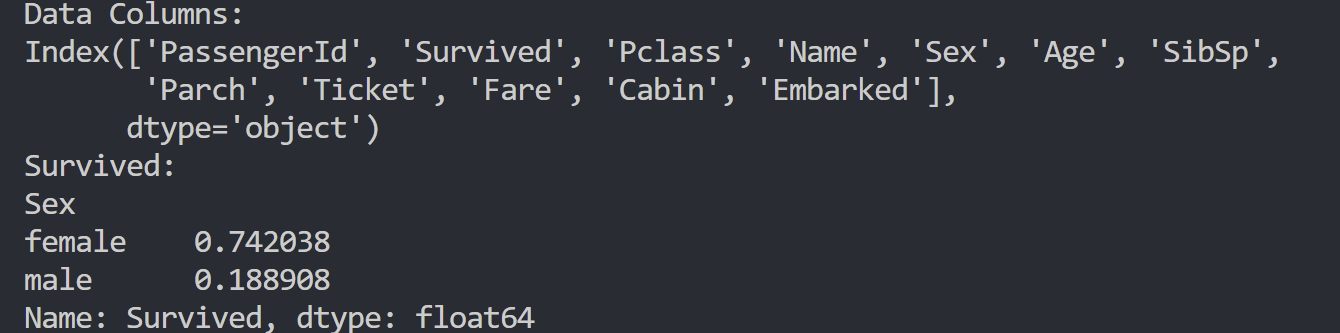 Data Columns:
Index(['PassengerId', 'Survived', 'Pclass', 'Name', 'Sex', 'Age', 'SibSp',
       'Parch', 'Ticket', 'Fare', 'Cabin', 'Embarked'],
      dtype='object')
Survived:
Sex
female    0.742038
male      0.188908
Name: Survived, dtype: float64